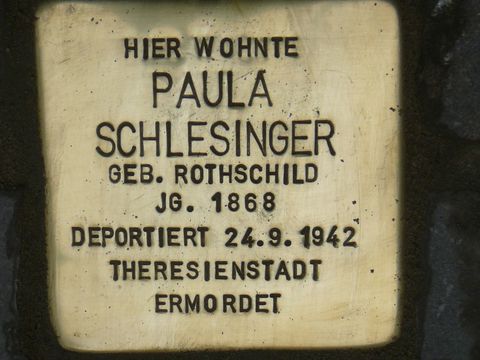 HIER WOHNTE
PAULA
SCHLESINGER
GEB. ROTHSCHILD
JG. 1868
DEPORTIERT 24.9.1942
THERESIENSTADT
ERMORDET